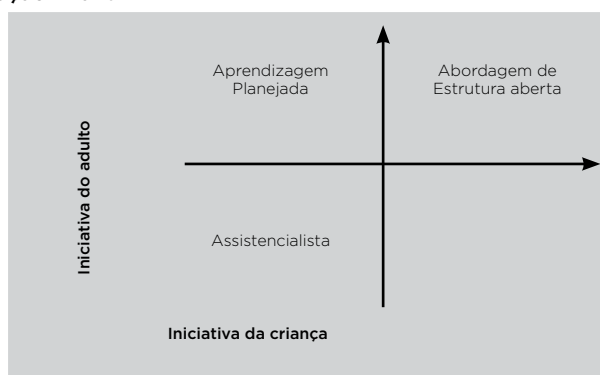 Aprendizagem
Planejada
Abordagem de
Estrutura aberta
Iniciativa do adulto
Assistencialista
Iniciativa da criança